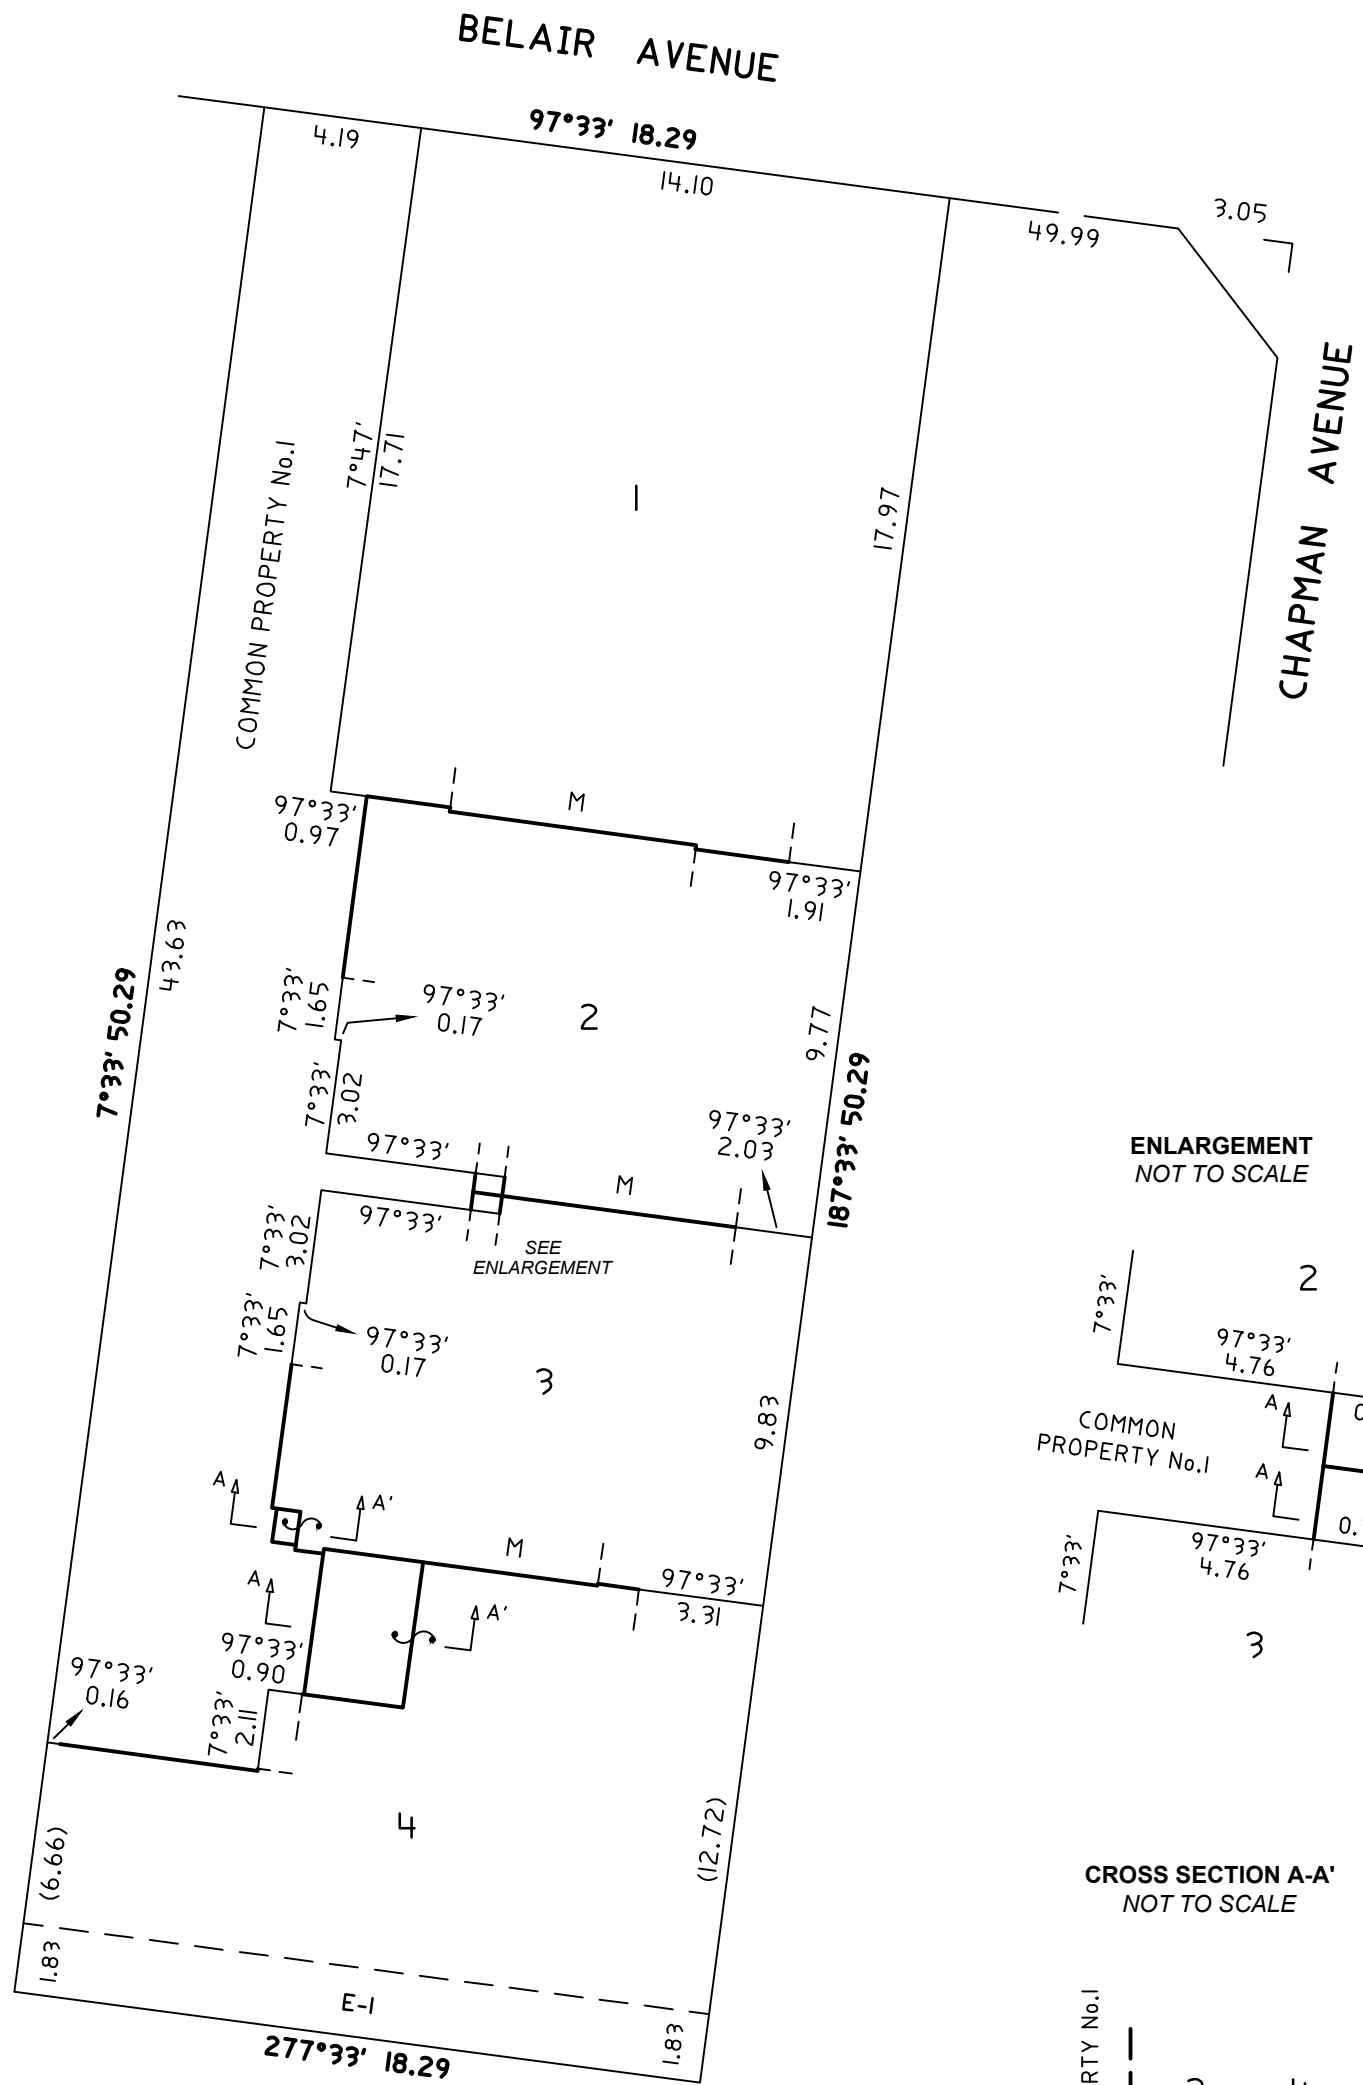 BELAIR AVENUE
97°33' 18.29
4.19
14.10
3.05
49.99
CHAPMAN AVENUE
7°47'
17.71
COMMON PROPERTY No.1
1
17.97
97°33'
0.97
M
97°33'
1.91
43.63
7°33' 50.29
7°33'
1.65
97°33'
0.17
2
9.77
7°33'
3.02
97°33'
97°33'
2.03
187°33' 50.29
M
97°33'
SEE
ENLARGEMENT
7°33'
3.02
7°33'
1.65
97°33'
0.17
3
9.83
A
A'
M
97°33'
3.31
A
A'
97°33'
0.90
97°33'
0.16
7°33'
2.11
4
(6.66)
(12.72)
1.83
E-1
1.83
277°33' 18.29
ENLARGEMENT
NOT TO SCALE
2
7°33'
97°33'
4.76
A
COMMON
PROPERTY No.1
A
97°33'
4.76
7°33'
3
CROSS SECTION A-A'
NOT TO SCALE
RTY No.1